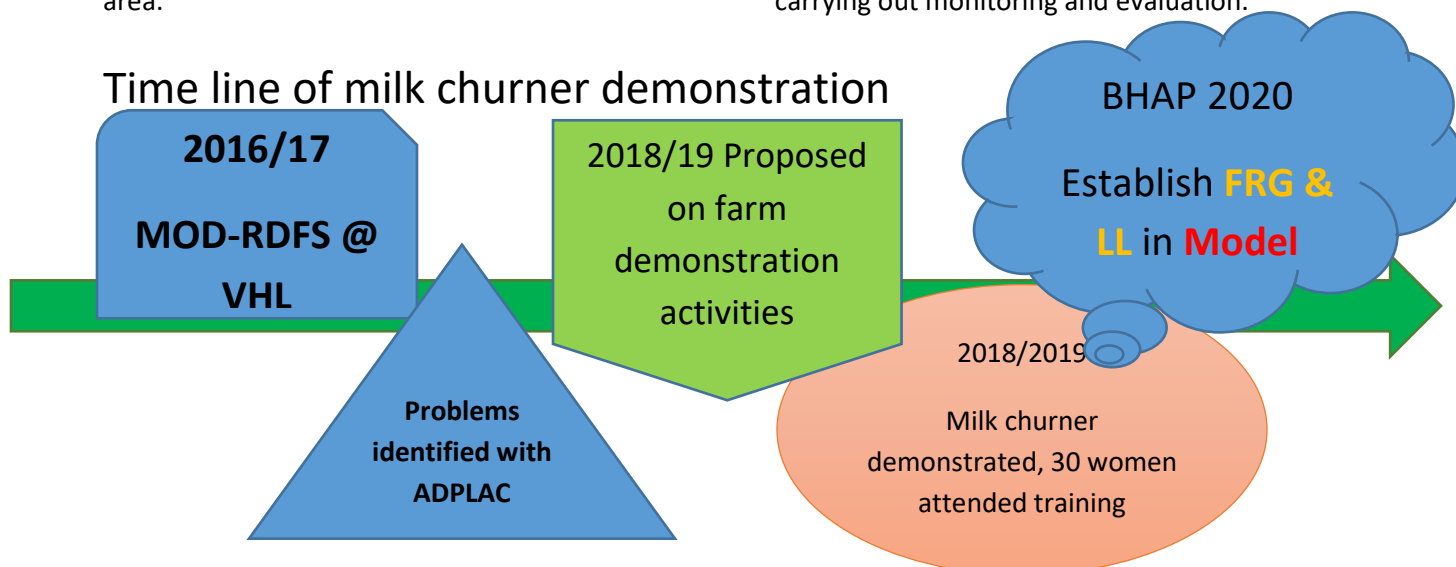 area.
carrying out monitoring and evaluation.
Time line of milk churner demonstration
2016/17
MOD-RDFS @
VHL
Problems
identified with
ADPLAC
2018/19 Proposed
on farm
demonstration
activities
2018/2019
Milk churner
demonstrated, 30 women
attended training
BHAP 2020
Establish FRG &
LL in Model